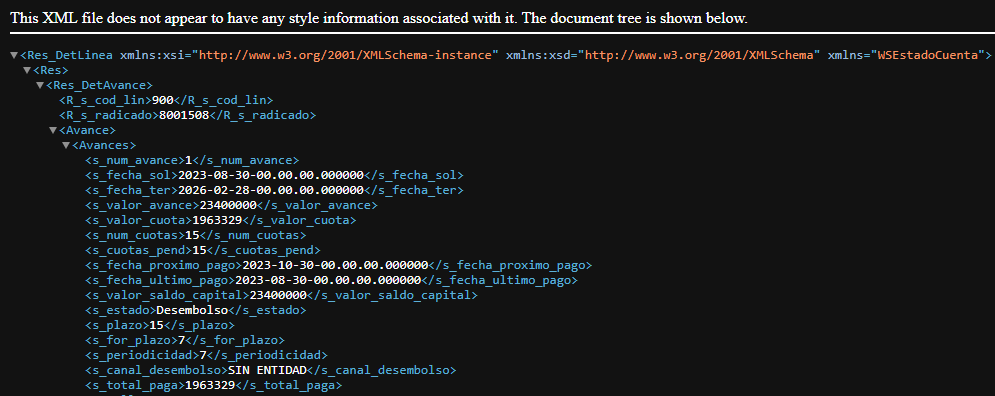 This XML file does not appear to have any style information associated with it. The document tree is shown below.
▼<Res_DetLinea xmlns:xsi="http://www.w3.org/2001/XMLSchema-instance" xmlns:xsd="http://www.w3.org/2001/XMLSchema" xmlns="WSEstadoCuenta">
▼<Res>
▼<Res_DetAvance>
<R_s_cod_lin>900</R_s_cod_lin>
<R_s_radicado>8001508</R_s_radicado>
▼<Avance>
▼<Avances>
<s_num_avance>1</s_num_avance>
<s_fecha_sol>2023-08-30-00.00.00.000000</s_fecha_sol>
<s_fecha_ter>2026-02-28-00.00.00.000000</s_fecha_ter>
<s_valor_avance>23400000</s_valor_avance>
<s_valor_cuota>1963329</s_valor_cuota>
<s_num_cuotas>15</s_num_cuotas>
<s_cuotas_pend>15</s_cuotas_pend>
<s_fecha_proximo_pago>2023-10-30-00.00.00.000000</s_fecha_proximo_pago>
<s_fecha_ultimo_pago>2023-08-30-00.00.00.000000</s_fecha_ultimo_pago>
<s_valor_saldo_capital>23400000</s_valor_saldo_capital>
<s_estado>Desembolso</s_estado>
<s_plazo>15</s_plazo>
<s_for_plazo>7</s_for_plazo>
<s_periodicidad>7</s_periodicidad>
<s_canal_desembolso>SIN ENTIDAD</s_canal_desembolso>
<s_total_paga>1963329</s_total_paga>